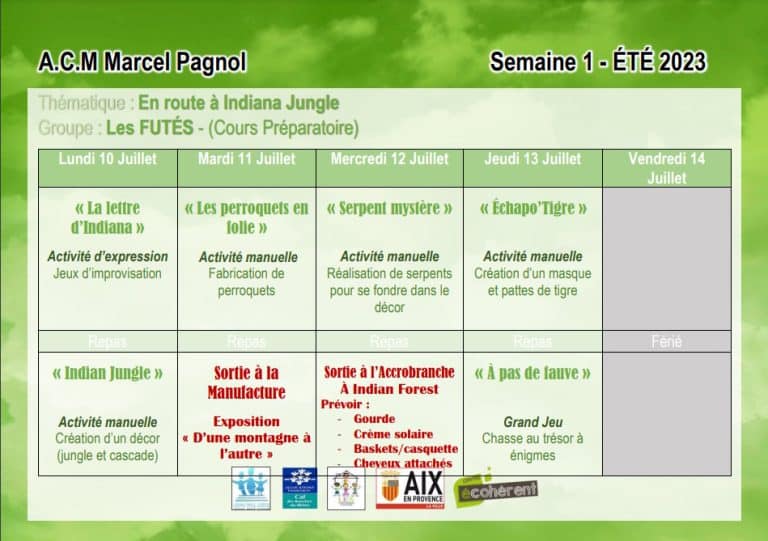 A.C.M Marcel Pagnol
Semaine 1 - ÉTÉ 2023
Thématique : En route à Indiana Jungle
Groupe : Les FUTÉS - (Cours Préparatoire)
Lundi 10 Juillet
Mardi 11 Juillet
Mercredi 12 Juillet
Jeudi 13 Juillet
Vendredi 14
Juillet
« La lettre
d'Indiana »
Activité d'expression
Jeux d'improvisation
« Les perroquets en
folie »
Activité manuelle
Fabrication de
perroquets
« Serpent mystère »
Activité manuelle
Réalisation de serpents
pour se fondre dans le
décor
« Échapo'Tigre »
Activité manuelle
Création d'un masque
et pattes de tigre
Repas
Repas
Repas
Repas
Férié
« Indian Jungle »
Activité manuelle
Création d'un décor
(jungle et cascade)
Sortie à la
Manufacture
Exposition
« D'une montagne à
l'autre »
Sortie à l'Accrobranche
À Indian Forest
Prévoir :
- Gourde
- Crème solaire
- Baskets/casquette
- Cheveux attachés
« À pas de fauve »
Grand Jeu
Chasse au trésor à
énigmes
Caf
AIX
EN PROVENCE
LA VILLE
écohérent